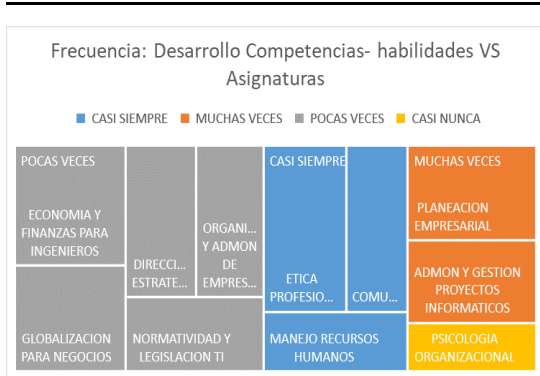 Frecuencia: Desarrollo Competencias- habilidades VS
Asignaturas
CASI SIEMPRE MUCHAS VECES POCAS VECES CASI NUNCA
POCAS VECES
ECONOMIA Y
FINANZAS PARA
INGENIEROS
GLOBALIZACION
PARA NEGOCIOS
DIRECCI...
ESTRATE...
ORGANI...
Y ADMON
DE
EMPRES...
NORMATIVIDAD Y
LEGISLACION TI
CASI SIEMPRE
ETICA
PROFESIO...
COMU...
MANEJO RECURSOS
HUMANOS
MUCHAS VECES
PLANEACION
EMPRESARIAL
ADMON Y GESTION
PROYECTOS
INFORMATICOS
PSICOLOGIA
ORGANIZACIONAL